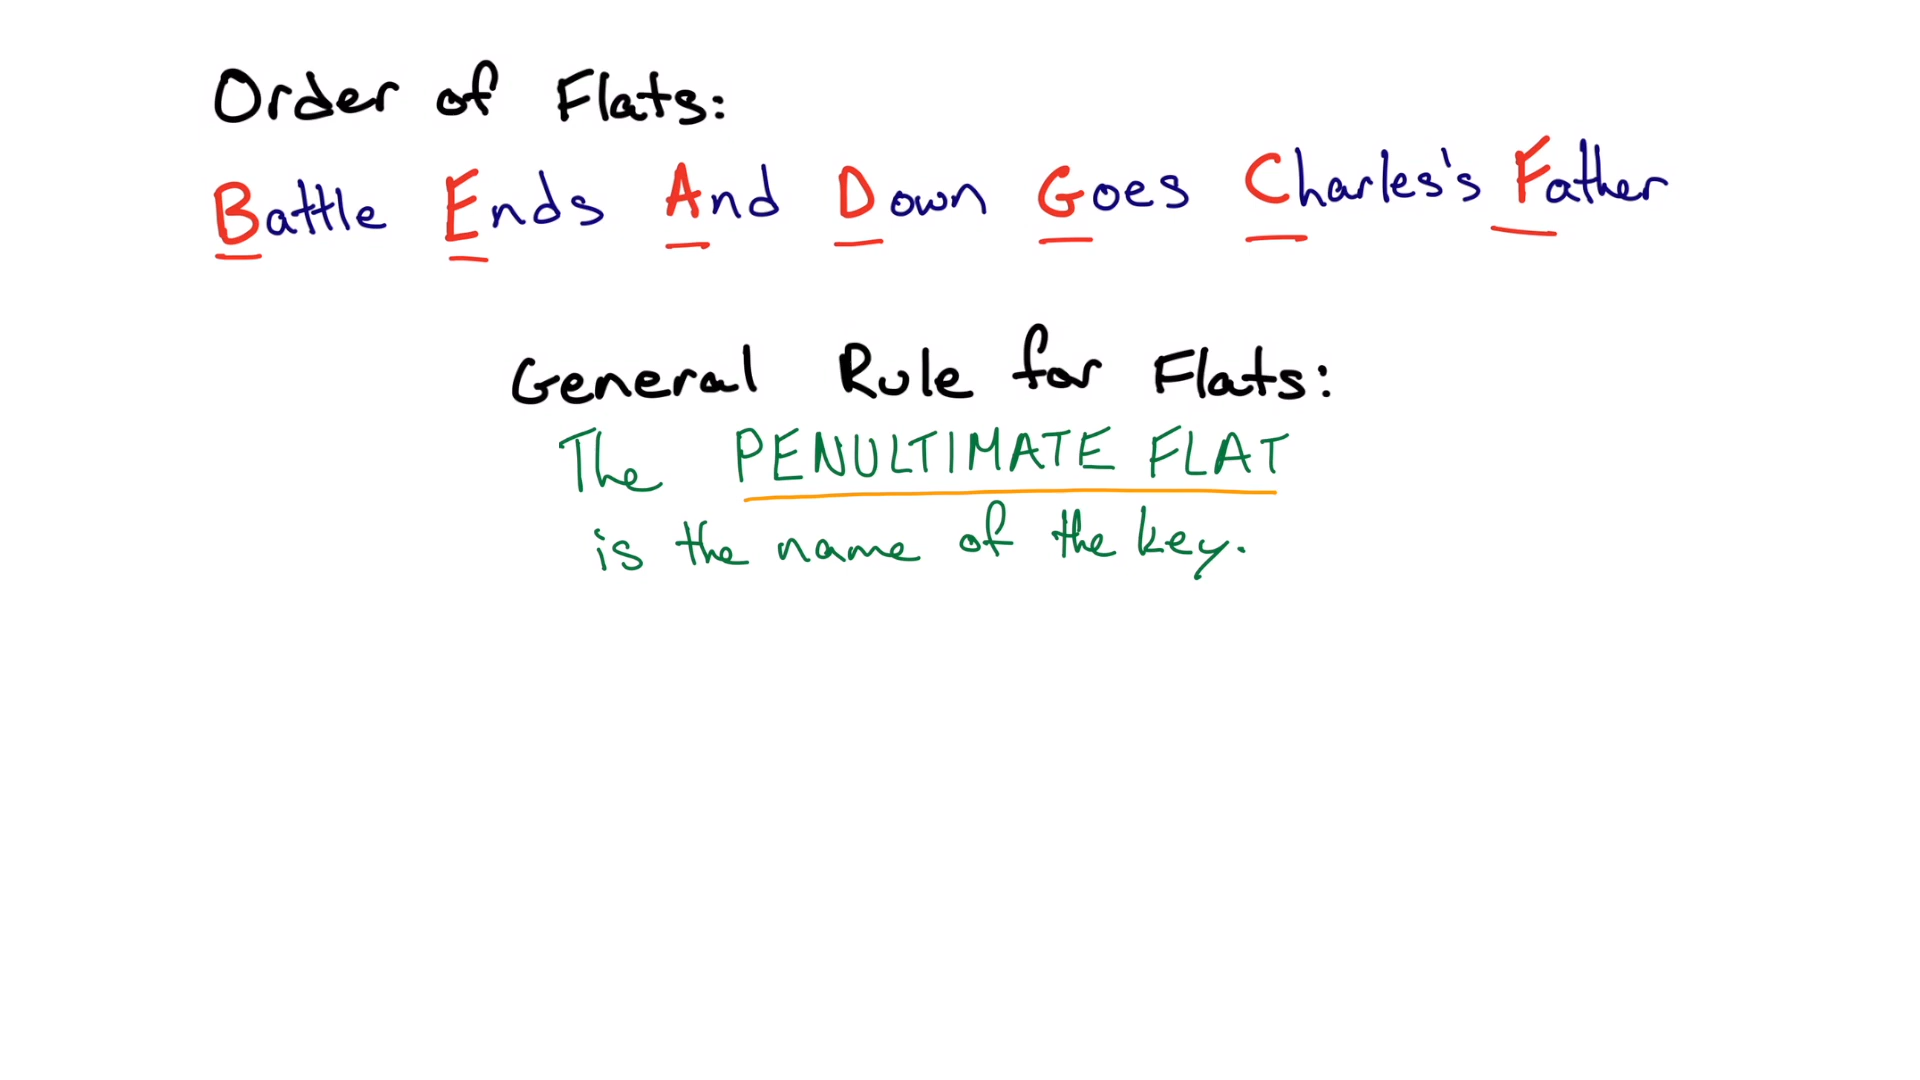 Order of Flats:
Battle Ends And Down Goes Charles's Father
General Rule for Flats:
The PENULTIMATE FLAT
is the name of the key.